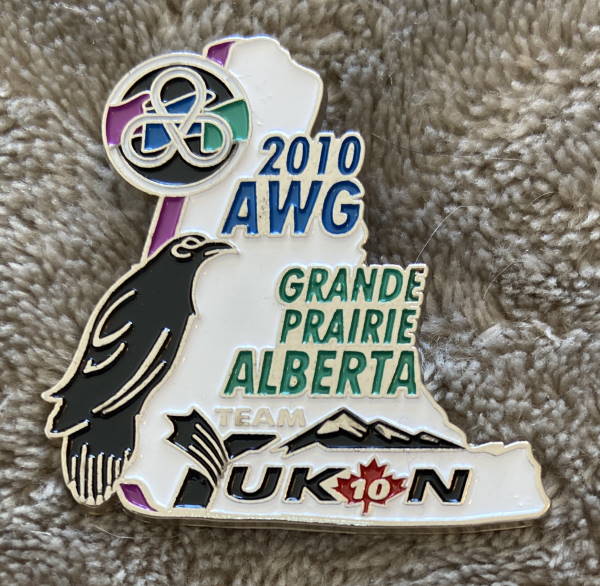 2010
AWG
GRANDE
PRAIRIE
ALBERTA
TEAM
YUKON
10